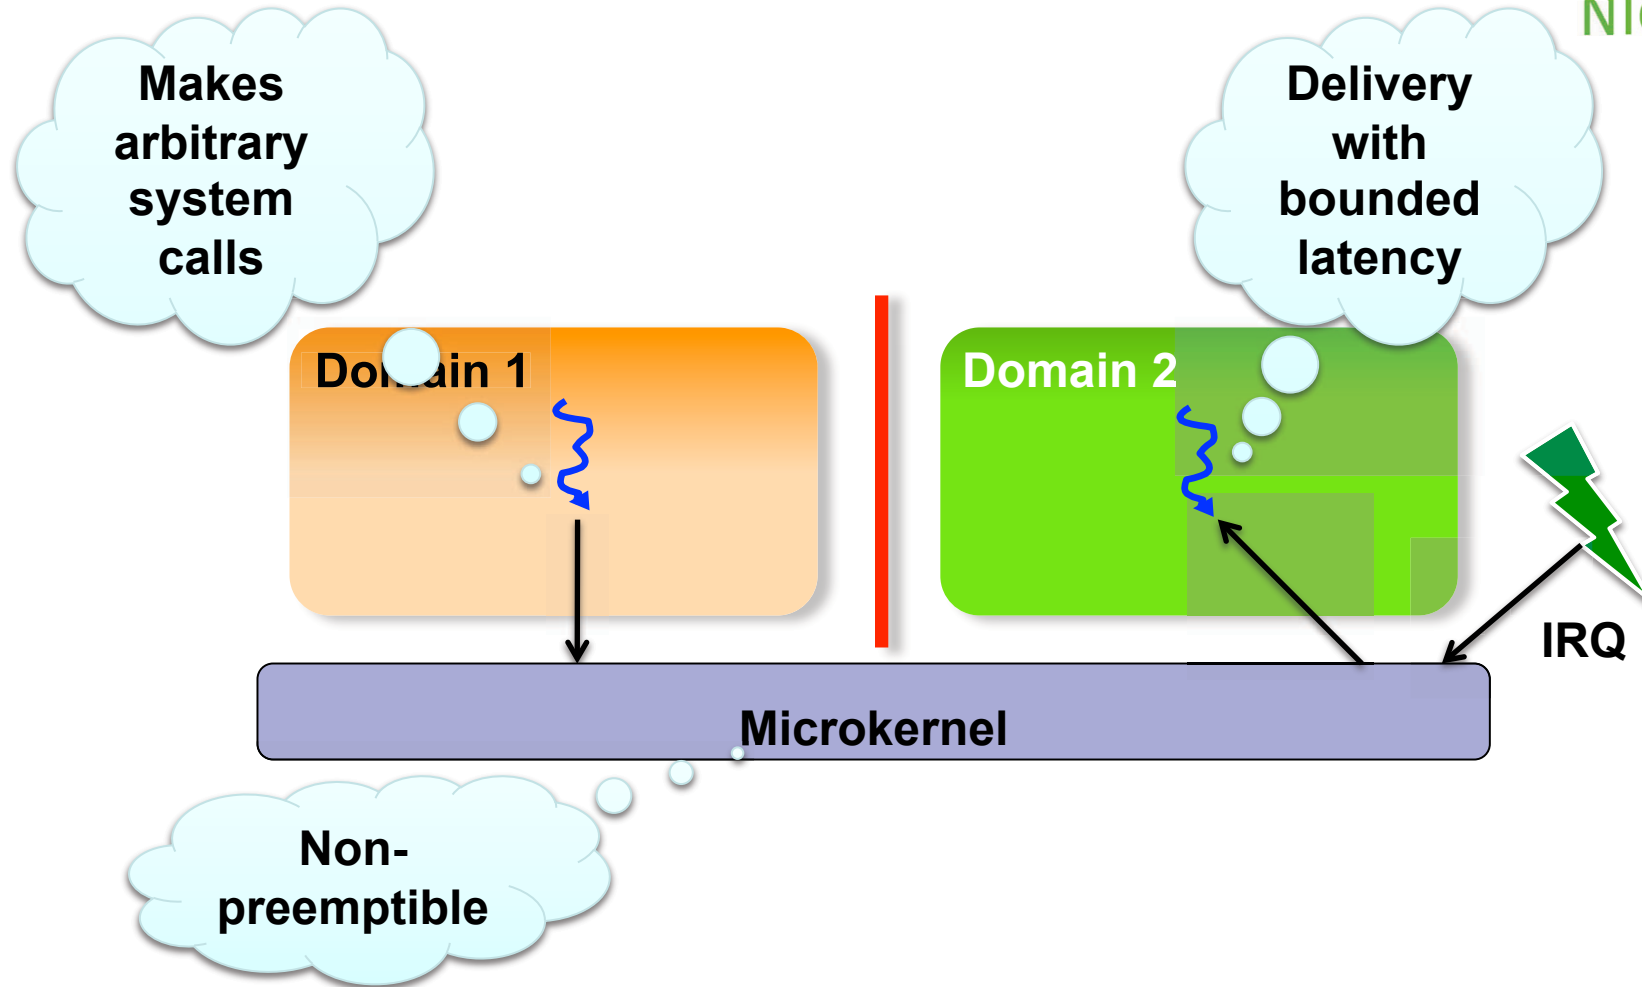 Makes
arbitrary
system
calls
Delivery
with
bounded
latency
Domain 1
Domain 2
IRQ
Microkernel
Non-
preemptible